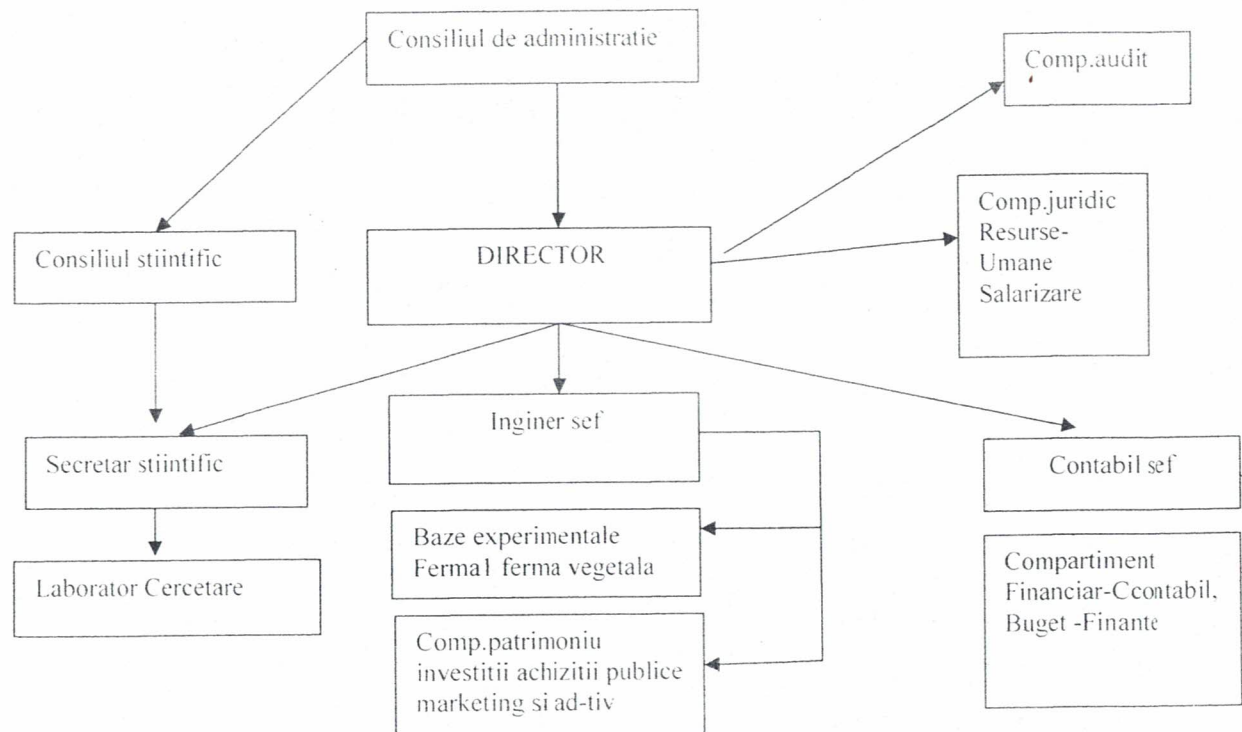 Consiliul de administratie
Comp.audit
Comp.juridic
Resurse-
Umane
Salarizare
Consiliul stiintific
DIRECTOR
Inginer sef
Secretar stiintific
Contabil sef
Baze experimentale
Ferma1 ferma vegetala
Laborator Cercetare
Compartiment
Financiar-Ccontabil,
Buget -Finante
Comp.patrimoniu
investitii achizitii publice
marketing si ad-tiv